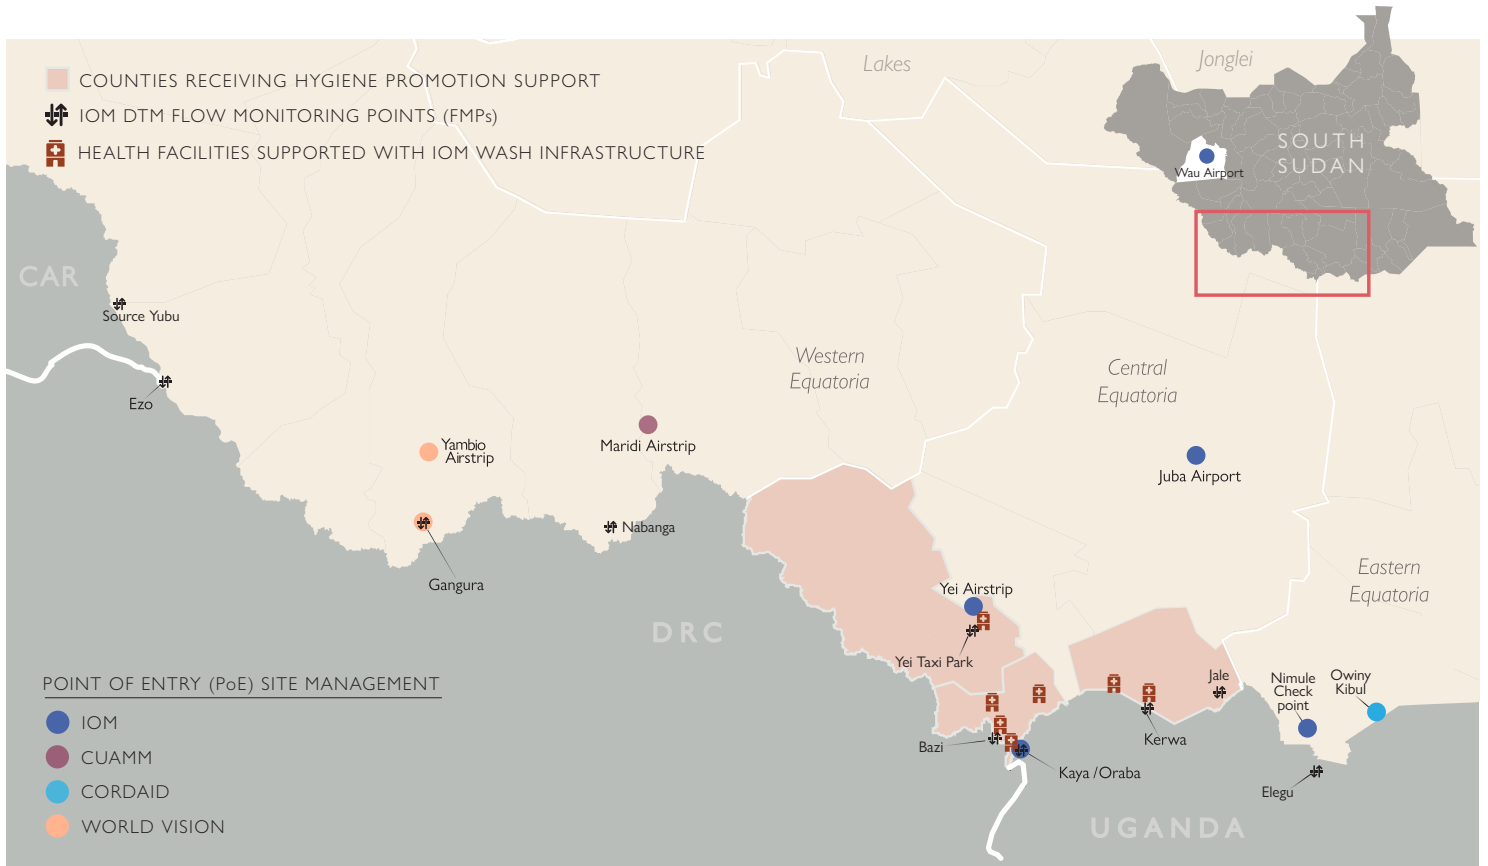 COUNTIES RECEIVING HYGIENE PROMOTION SUPPORT
IOM DTM FLOW MONITORING POINTS (FMPs)
HEALTH FACILITIES SUPPORTED WITH IOM WASH INFRASTRUCTURE
Lakes
Jonglei
SOUTH
SUDAN
Wau Airport
CAR
Source Yubu
Ezo
Western
Equatoria
Central
Equatoria
Yambio
Airstrip
Maridi Airstrip
Juba Airport
Nabanga
Gangura
Eastern
Equatoria
Yei Airstrip
DRC
Yei Taxi Park
Jale
Nimule
Check
point
Owiny
Kibul
Bazi
Kerwa
Kaya /Oraba
Elegu
UGANDA
POINT OF ENTRY (PoE) SITE MANAGEMENT
IOM
CUAMM
CORDAID
WORLD VISION